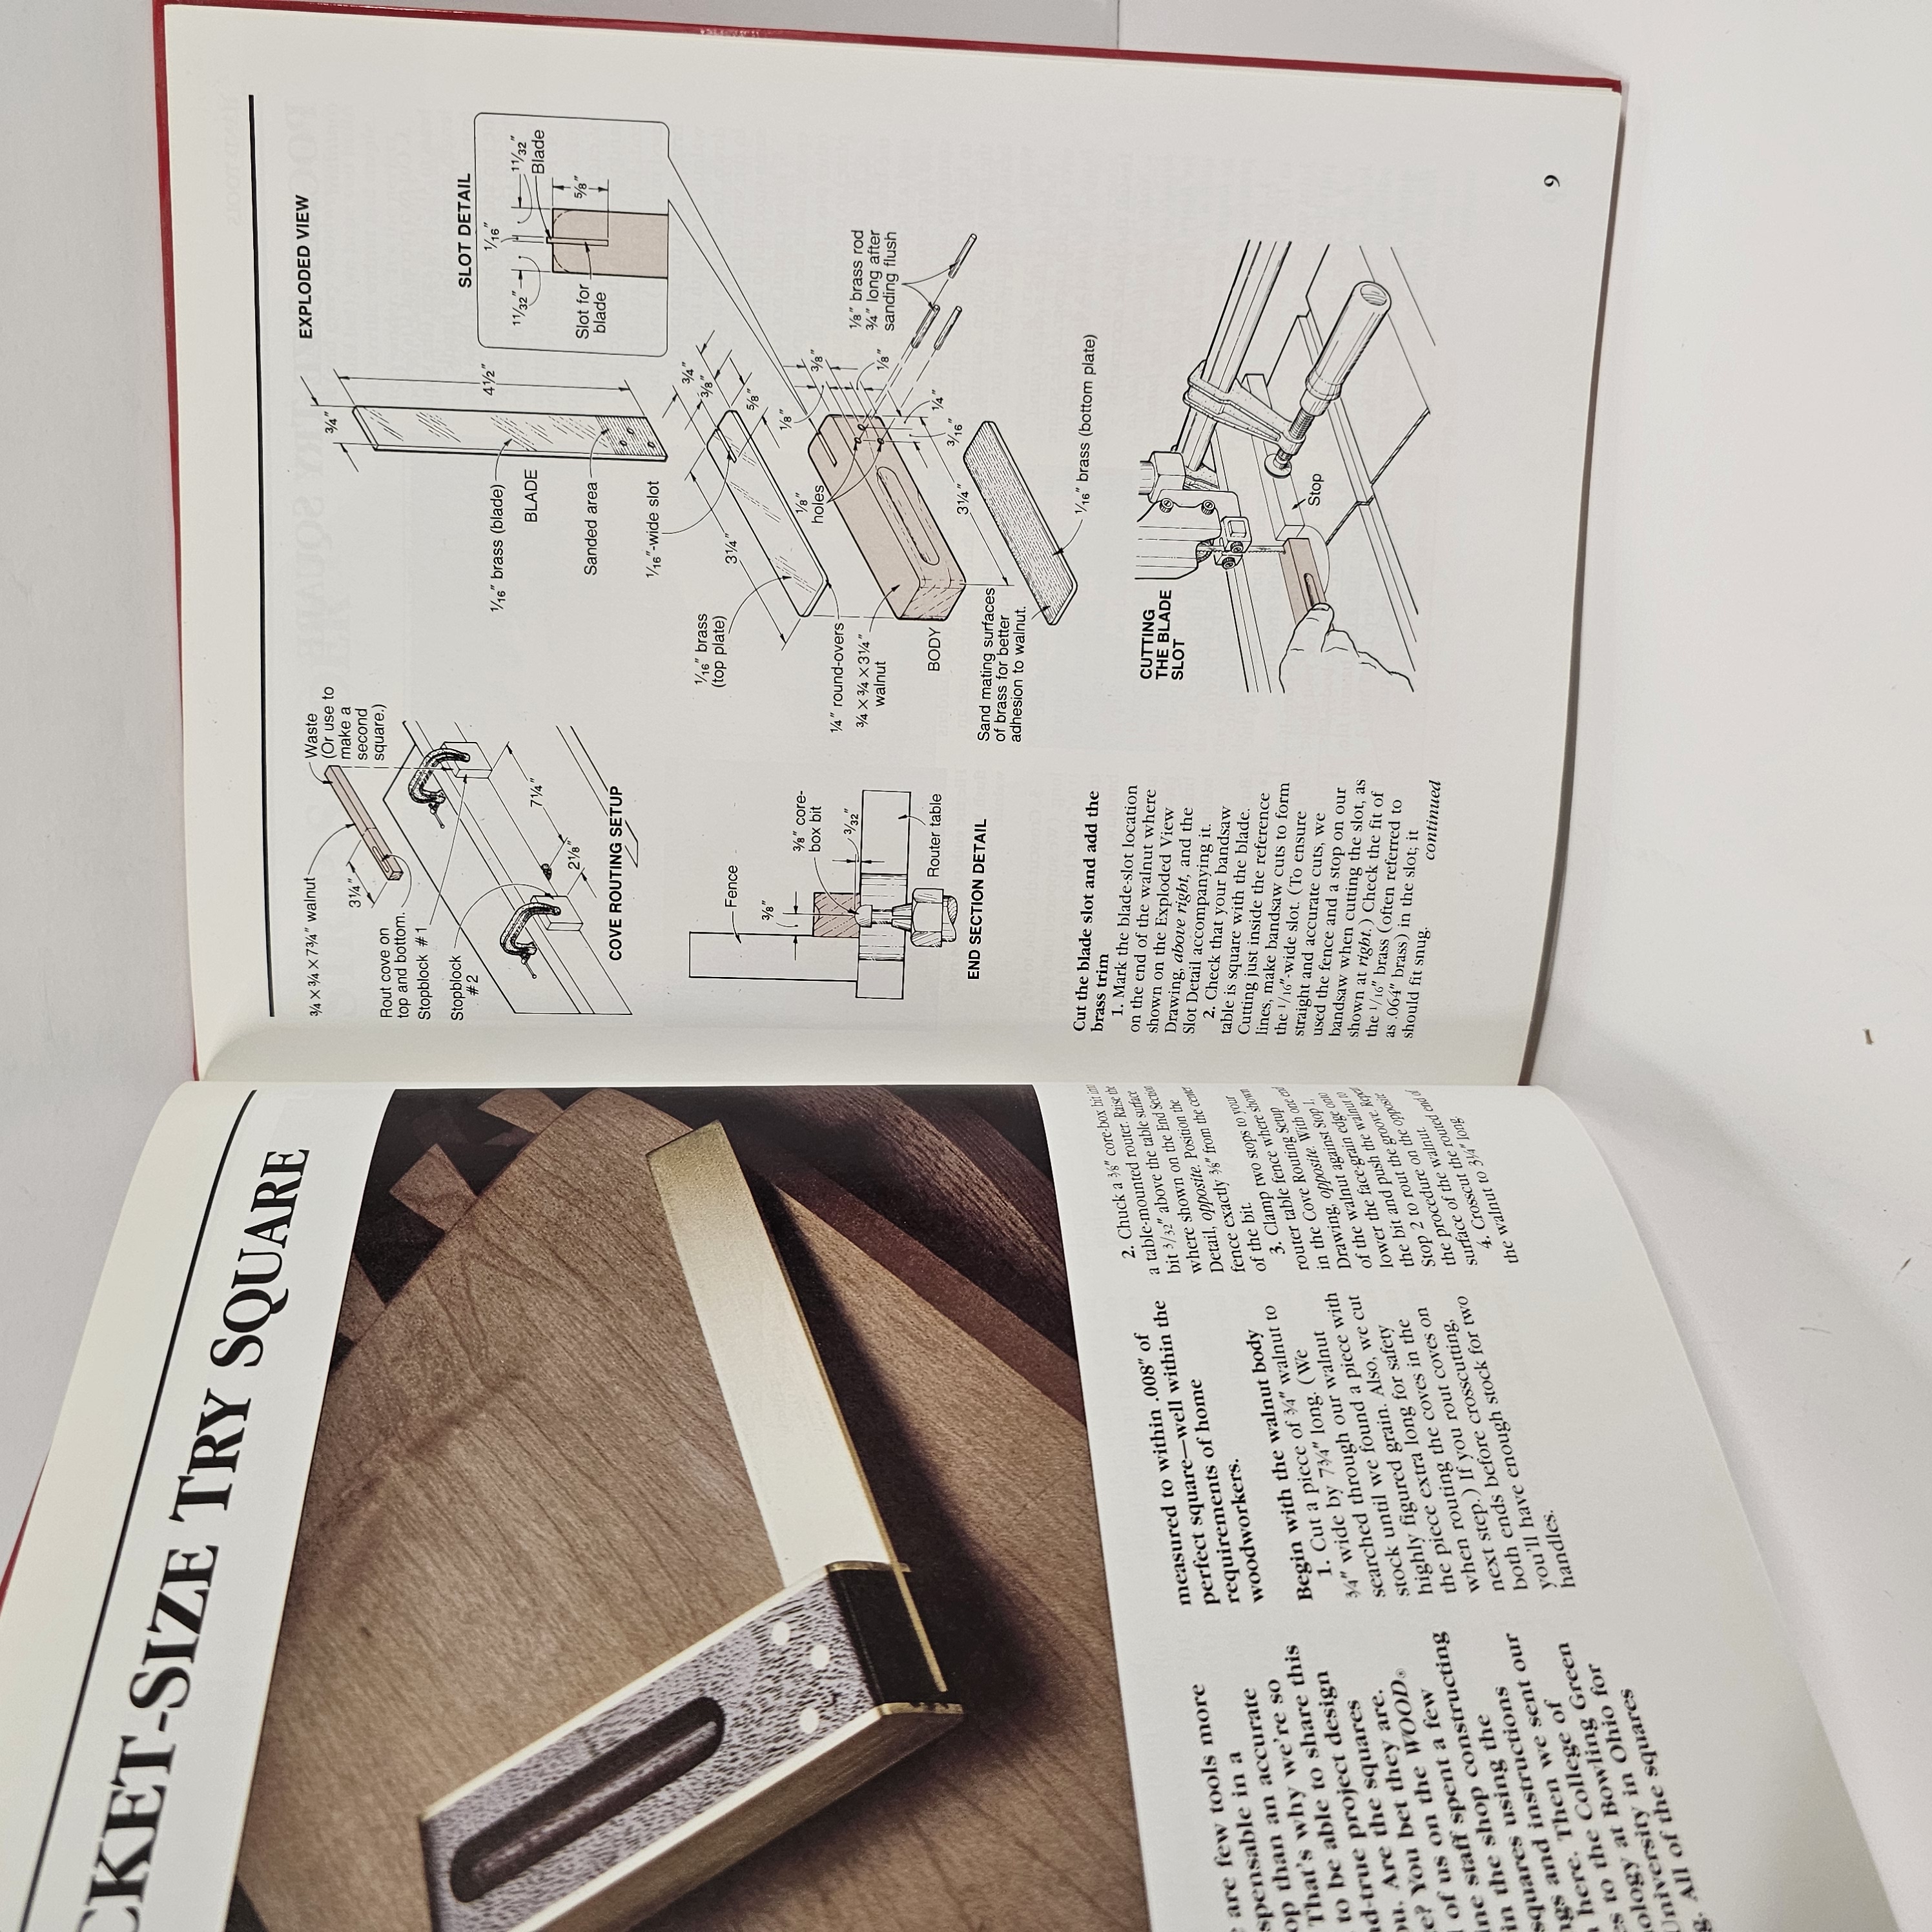 CKET-SIZE TRY SQUARE
are few tools more
spensable in a
op than an accurate
That's why we're so
to be able to share this
nd-true project design
ou. Are the squares
e? You bet they are.
of us on the WOOD®
ine staff spent a few
in the shop constructing
squares using the
ngs and instructions
here. Then we sent our
es to the College of
nology at Bowling Green
University in Ohio for
g. All of the squares
measured to within .008" of
perfect square—well within the
requirements of home
woodworkers.
Begin with the walnut body
1. Cut a piece of ¾" walnut to
¾" wide by 7¾" long. (We
searched through our walnut
stock until we found a piece with
highly figured grain. Also, we cut
the piece extra long for safety
when routing the coves in the
next step.) If you rout coves on
both ends before crosscutting,
you'll have enough stock for two
handles.
2. Chuck a ⅜" core-box bit into
a table-mounted router. Raise the
bit 3/32" above the table surface
where shown on the End Section
Detail, opposite. Position the
fence exactly ⅜" from the center
of the bit.
3. Clamp two stops to your
router table fence where shown
in the Cove Routing Setup
Drawing, opposite. With one end
of the walnut against Stop 1,
lower the face-grain edge onto
the bit and push the walnut to
Stop 2 to rout the groove. Repeat
the procedure on the opposite
surface of the walnut.
4. Crosscut the routed end of
the walnut to 3¼" long.
¾ × ¾ × 7¾" walnut
Waste
(Or use to
make a
second
square.)
3¼"
Rout cove on
top and bottom.
Stopblock #1
Stopblock
#2
7¼"
2⅛"
COVE ROUTING SETUP
EXPLODED VIEW
¾"
4½"
1/16" brass (blade)
BLADE
Sanded area
SLOT DETAIL
1/16"
11/32"
11/32"
Blade
Slot for
blade
⅝"
1/16"-wide slot
1/16" brass
(top plate)
3¼"
¾"
⅜"
⅝"
⅛"
⅛"
holes
⅜"
¼" round-overs
¾ × ¾ × 3¼"
walnut
⅛"
⅛" brass rod
¾" long after
sanding flush
BODY
¼"
3/16"
3¼"
Sand mating surfaces
of brass for better
adhesion to walnut.
1/16" brass (bottom plate)
Fence
⅜"
⅜" core-
box bit
3/32"
Router table
END SECTION DETAIL
Cut the blade slot and add the
brass trim
1. Mark the blade-slot location
on the end of the walnut where
shown on the Exploded View
Drawing, above right, and the
Slot Detail accompanying it.
2. Check that your bandsaw
table is square with the blade.
Cutting just inside the reference
lines, make bandsaw cuts to form
the 1/16"-wide slot. (To ensure
straight and accurate cuts, we
used the fence and a stop on our
bandsaw when cutting the slot, as
shown at right.) Check the fit of
the 1/16" brass (often referred to
as .064" brass) in the slot; it
should fit snug.
continued
CUTTING
THE BLADE
SLOT
Stop
9